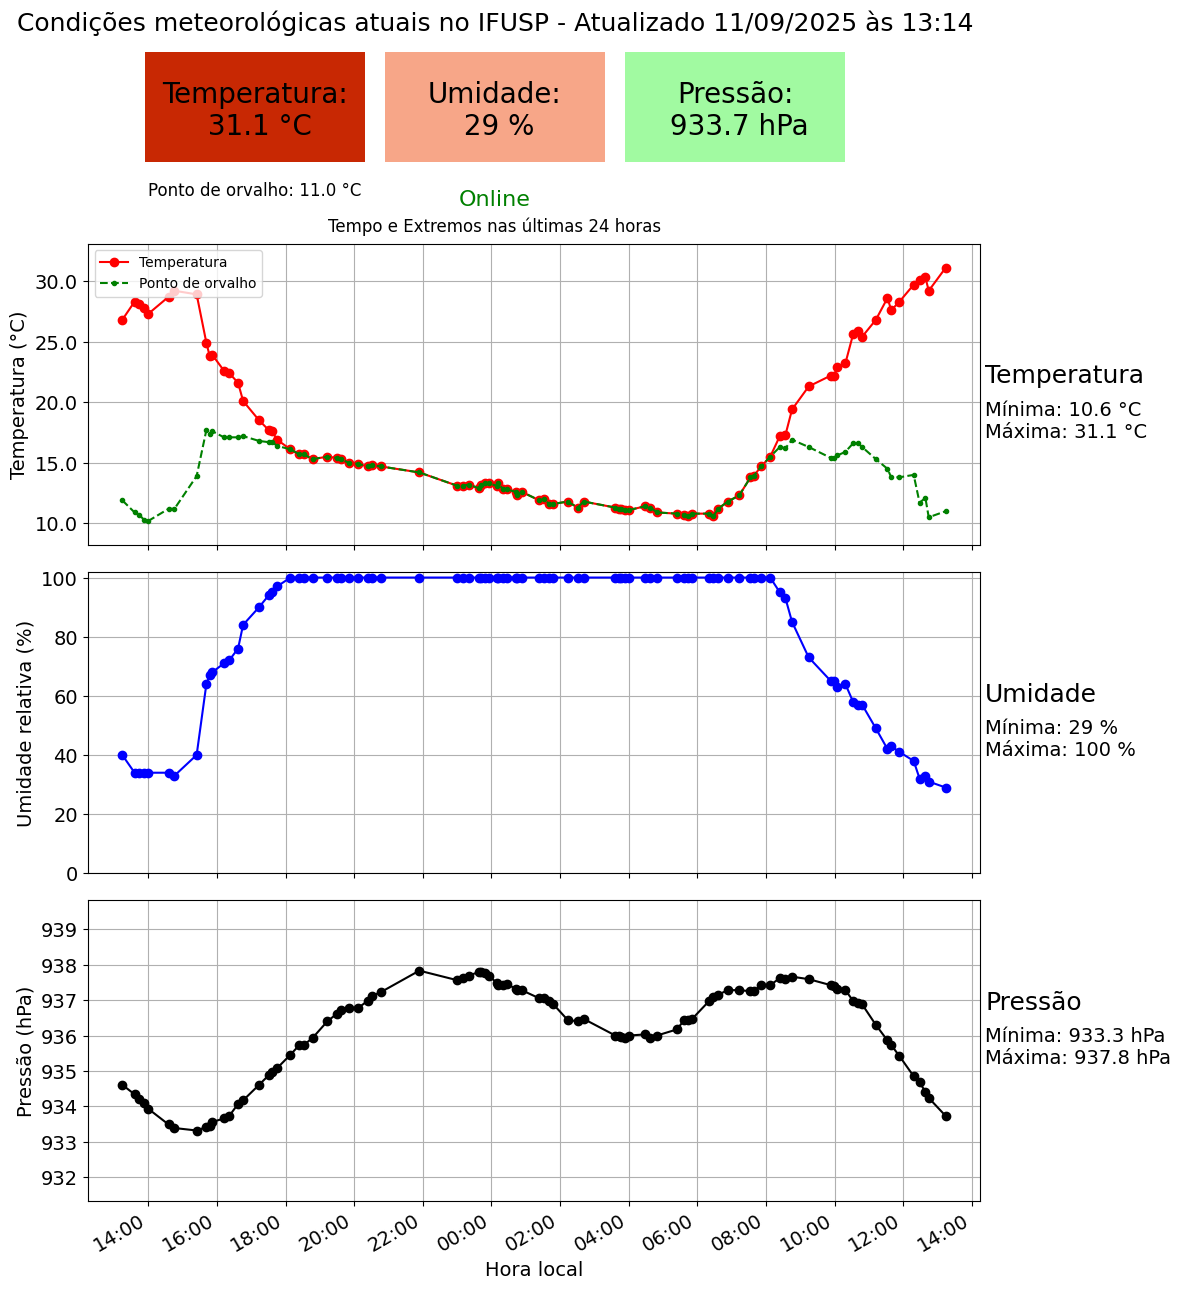 Condições meteorológicas atuais no IFUSP - Atualizado 11/09/2025 às 13:14
Temperatura:
31.1 °C
Umidade:
29 %
Pressão:
933.7 hPa
Ponto de orvalho: 11.0 °C
Online
Tempo e Extremos nas últimas 24 horas
Temperatura
Ponto de orvalho
Temperatura (°C)
30.0
25.0
20.0
15.0
10.0
Temperatura
Mínima: 10.6 °C
Máxima: 31.1 °C
Umidade relativa (%)
100
80
60
40
20
0
Umidade
Mínima: 29 %
Máxima: 100 %
Pressão (hPa)
939
938
937
936
935
934
933
932
Pressão
Mínima: 933.3 hPa
Máxima: 937.8 hPa
14:00
16:00
18:00
20:00
22:00
00:00
02:00
04:00
06:00
08:00
10:00
12:00
14:00
Hora local